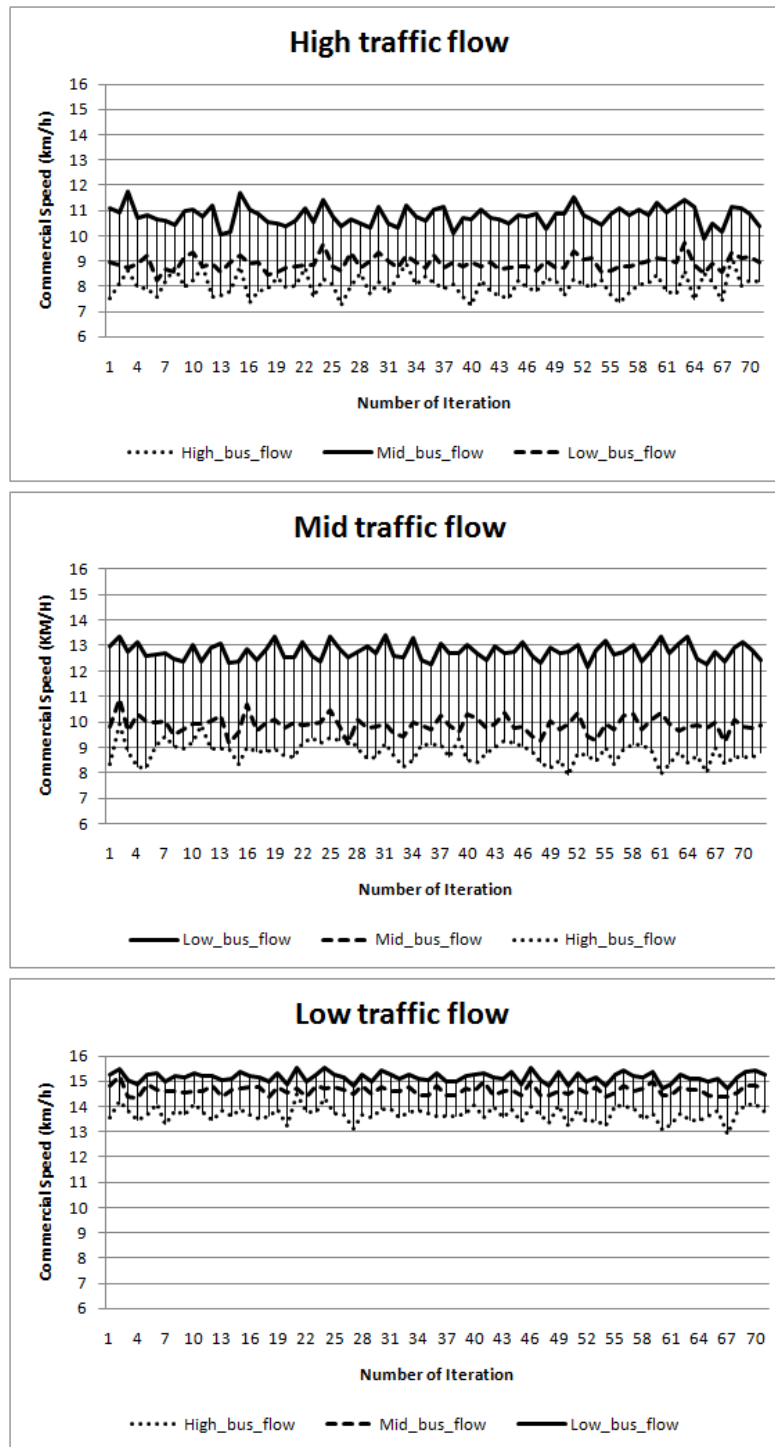 High traffic flow
Commercial Speed (km/h)
16
15
14
13
12
11
10
9
8
7
6
1 4 7 10 13 16 19 22 25 28 31 34 37 40 43 46 49 52 55 58 61 64 67 70
Number of Iteration
High_bus_flow Mid_bus_flow Low_bus_flow
Mid traffic flow
Commercial Speed (KM/H)
16
15
14
13
12
11
10
9
8
7
6
1 4 7 10 13 16 19 22 25 28 31 34 37 40 43 46 49 52 55 58 61 64 67 70
Number of Iteration
Low_bus_flow Mid_bus_flow High_bus_flow
Low traffic flow
Commercial Speed (km/h)
16
15
14
13
12
11
10
9
8
7
6
1 4 7 10 13 16 19 22 25 28 31 34 37 40 43 46 49 52 55 58 61 64 67 70
Number of Iteration
High_bus_flow Mid_bus_flow Low_bus_flow